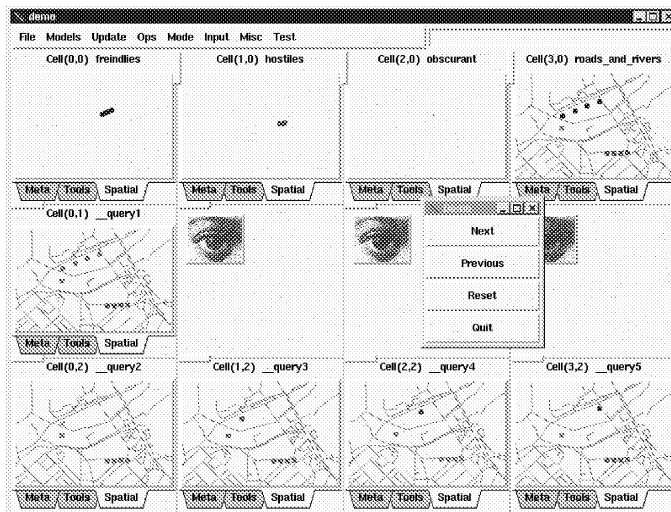 demo
File Models Update Ops Mode Input Misc Test
Cell(0,0) freindlies Cell(1,0) hostiles Cell(2,0) obscurant Cell(3,0) roads_and_rivers
Meta Tools Spatial Meta Tools Spatial Meta Tools Spatial Meta Tools Spatial
Cell(0,1) __query1
Next
Previous
Reset
Quit
Meta Tools Spatial
Cell(0,2) __query2 Cell(1,2) __query3 Cell(2,2) __query4 Cell(3,2) __query5
Meta Tools Spatial Meta Tools Spatial Meta Tools Spatial Meta Tools Spatial